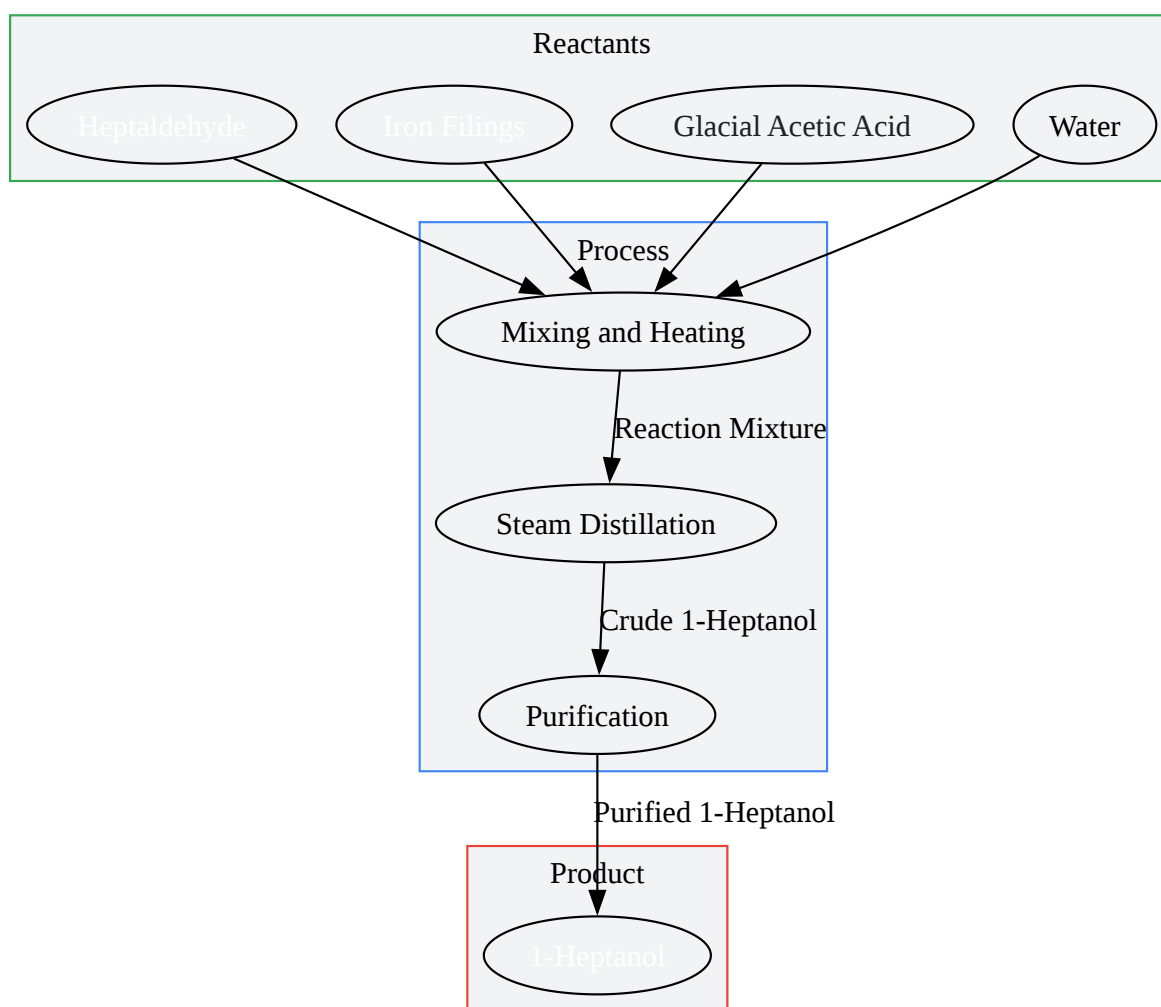 Reactants
Heptaldehyde
Iron Filings
Glacial Acetic Acid
Water
Process
Mixing and Heating
Reaction Mixture
Steam Distillation
Crude 1-Heptanol
Purification
Purified 1-Heptanol
Product
1-Heptanol